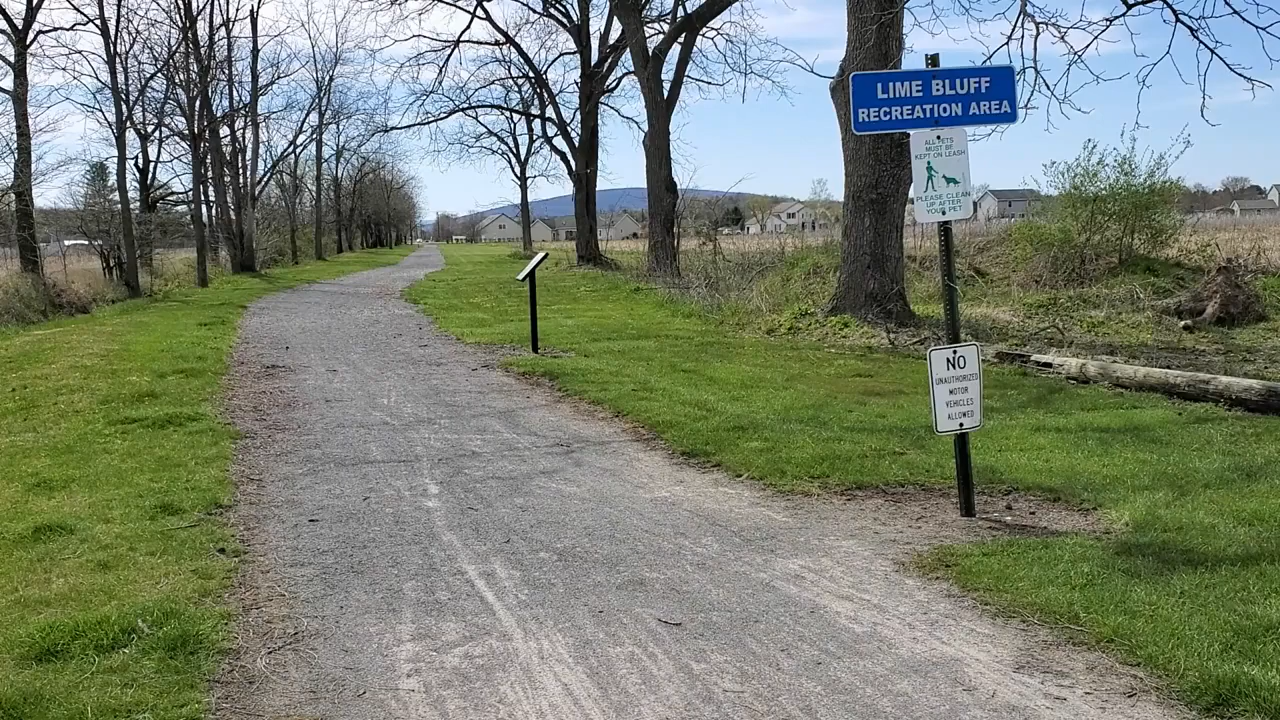 LIME BLUFF
RECREATION AREA
ALL PETS
MUST BE
KEPT ON LEASH
PLEASE CLEAN
UP AFTER
YOUR PET
NO
UNAUTHORIZED
MOTOR
VEHICLES
ALLOWED